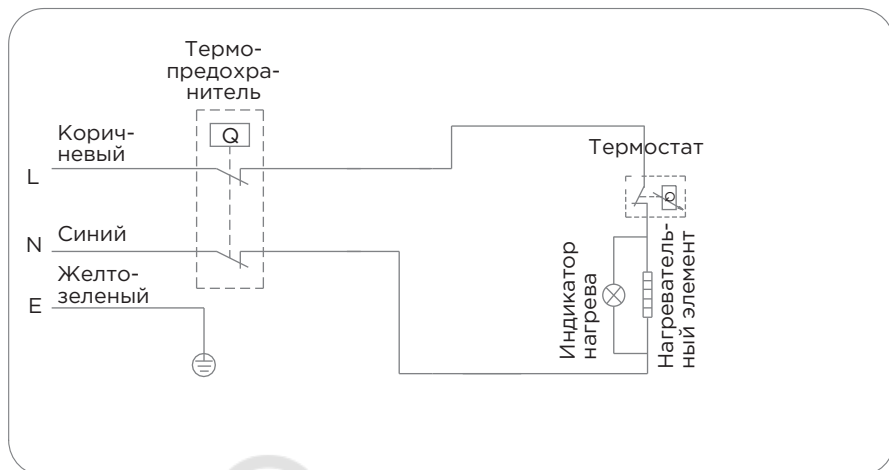 Термо-
предохра-
нитель
Q
Корич-
невый
L
Термостат
Q
N
Синий
Желто-
зеленый
E
Индикатор
нагрева
Нагреватель-
ный элемент